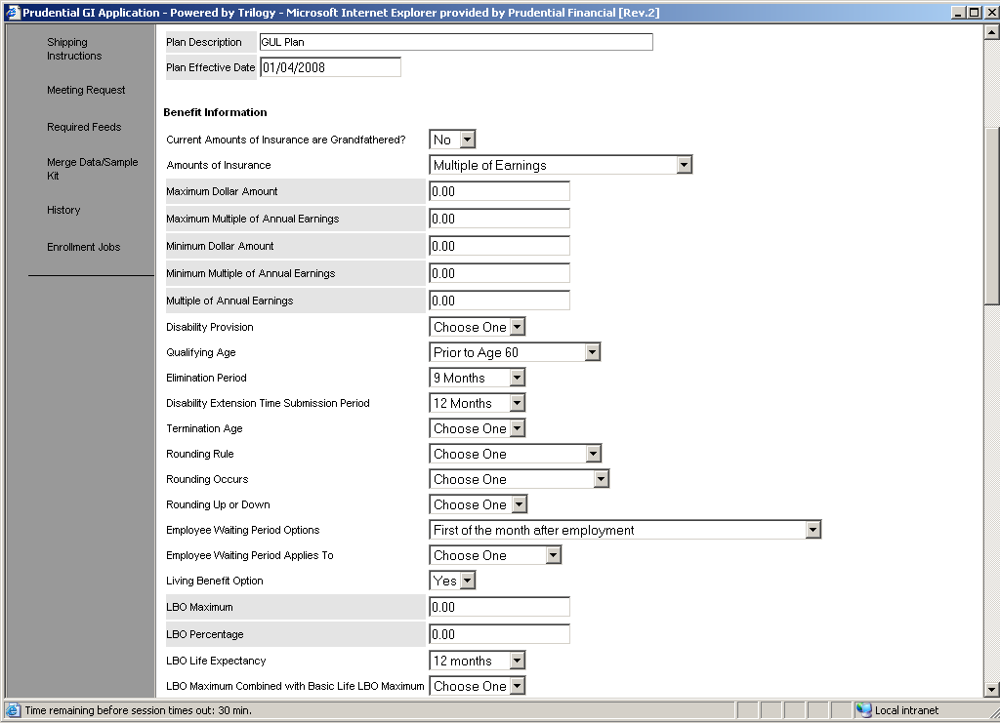 Prudential GI Application - Powered by Trilogy - Microsoft Internet Explorer provided by Prudential Financial [Rev.2]
Shipping
Instructions
Meeting Request
Required Feeds
Merge Data/Sample
Kit
History
Enrollment Jobs
Plan Description GUL Plan
Plan Effective Date 01/04/2008
Benefit Information
Current Amounts of Insurance are Grandfathered? No
Amounts of Insurance Multiple of Earnings
Maximum Dollar Amount 0.00
Maximum Multiple of Annual Earnings 0.00
Minimum Dollar Amount 0.00
Minimum Multiple of Annual Earnings 0.00
Multiple of Annual Earnings 0.00
Disability Provision Choose One
Qualifying Age Prior to Age 60
Elimination Period 9 Months
Disability Extension Time Submission Period 12 Months
Termination Age Choose One
Rounding Rule Choose One
Rounding Occurs Choose One
Rounding Up or Down Choose One
Employee Waiting Period Options First of the month after employment
Employee Waiting Period Applies To Choose One
Living Benefit Option Yes
LBO Maximum 0.00
LBO Percentage 0.00
LBO Life Expectancy 12 months
LBO Maximum Combined with Basic Life LBO Maximum Choose One
Time remaining before session times out: 30 min. Local intranet